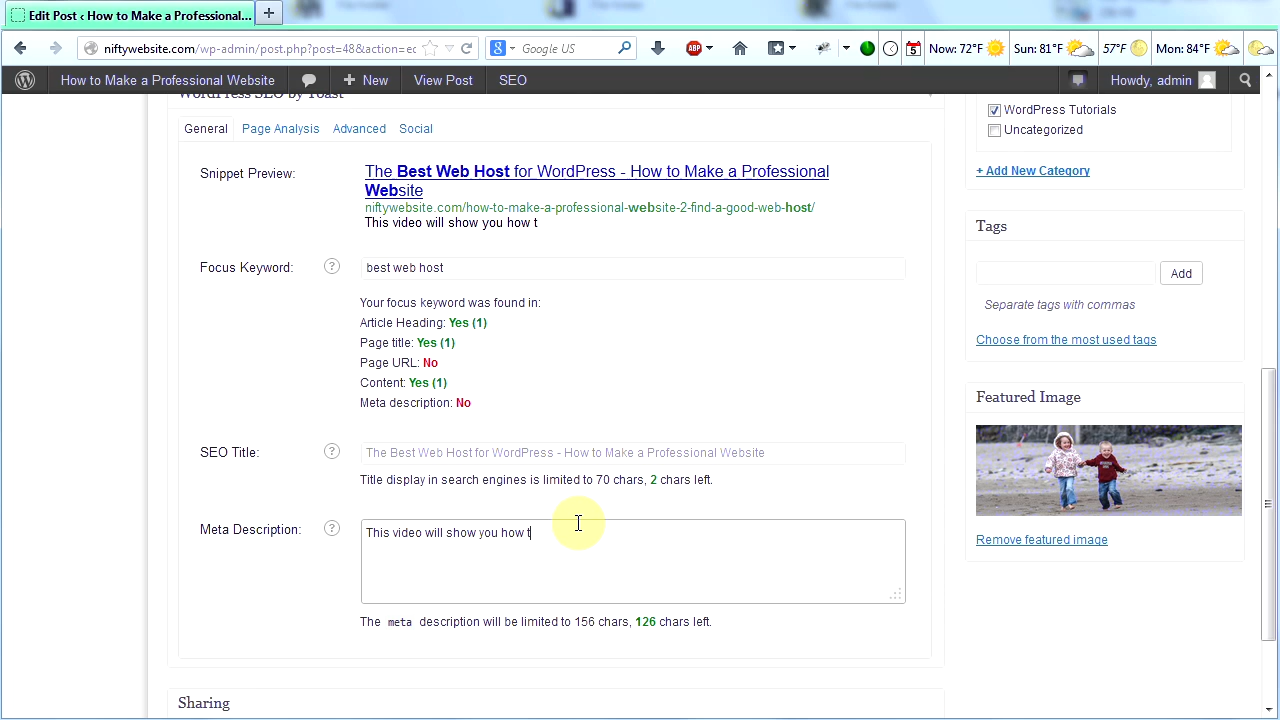 Edit Post ‹ How to Make a Professional...
niftywebsite.com/wp-admin/post.php?post=48&action=ec
Google US
ABP
5
Now: 72°F
Sun: 81°F
57°F
Mon: 84°F
How to Make a Professional Website
New
View Post
SEO
Howdy, admin
WordPress SEO by Yoast
General
Page Analysis
Advanced
Social
Snippet Preview:
The Best Web Host for WordPress - How to Make a Professional
Website
niftywebsite.com/how-to-make-a-professional-website-2-find-a-good-web-host/
This video will show you how t
Focus Keyword:
?
best web host
Your focus keyword was found in:
Article Heading: Yes (1)
Page title: Yes (1)
Page URL: No
Content: Yes (1)
Meta description: No
SEO Title:
?
The Best Web Host for WordPress - How to Make a Professional Website
Title display in search engines is limited to 70 chars, 2 chars left.
Meta Description:
?
This video will show you how t
The meta description will be limited to 156 chars, 126 chars left.
Sharing
WordPress Tutorials
Uncategorized
+ Add New Category
Tags
Add
Separate tags with commas
Choose from the most used tags
Featured Image
Remove featured image